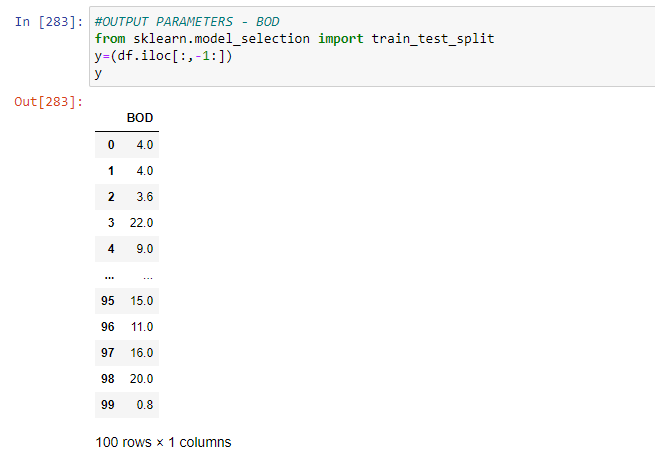 In [283]: #OUTPUT PARAMETERS - BOD
from sklearn.model_selection import train_test_split
y=(df.iloc[:,-1:])
y
Out[283]:
BOD
0 4.0
1 4.0
2 3.6
3 22.0
4 9.0
... ...
95 15.0
96 11.0
97 16.0
98 20.0
99 0.8
100 rows × 1 columns